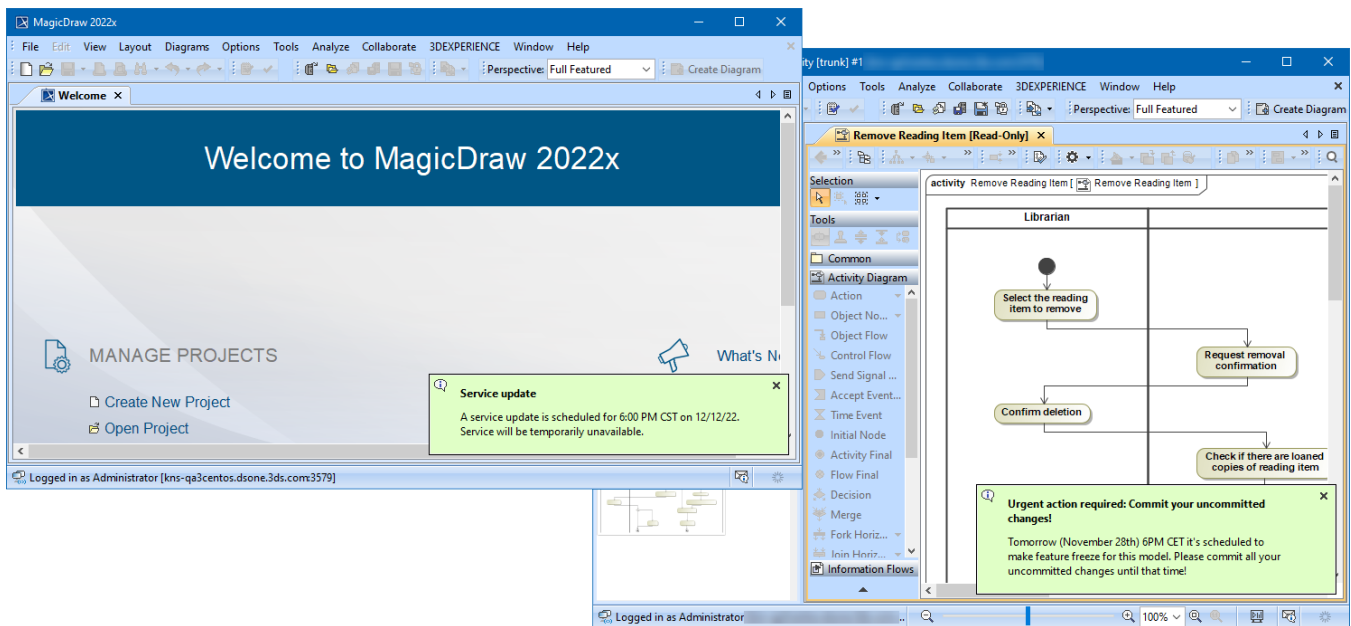 MagicDraw 2022x
File Edit View Layout Diagrams Options Tools Analyze Collaborate 3DEXPERIENCE Window Help
Perspective: Full Featured Create Diagram
Welcome
Welcome to MagicDraw 2022x
MANAGE PROJECTS
What's N
Create New Project
Open Project
Service update
A service update is scheduled for 6:00 PM CST on 12/12/22.
Service will be temporarily unavailable.
Logged in as Administrator [kns-qa3centos.dsone.3ds.com:3579]
ity [trunk] #1
Options Tools Analyze Collaborate 3DEXPERIENCE Window Help
Perspective: Full Featured Create Diagram
Remove Reading Item [Read-Only]
Selection
Tools
Common
Activity Diagram
Action
Object No...
Object Flow
Control Flow
Send Signal ...
Accept Event...
Time Event
Initial Node
Activity Final
Flow Final
Decision
Merge
Fork Horiz...
Join Horiz...
Information Flows
activity Remove Reading Item [ Remove Reading Item ]
Librarian
Select the reading
item to remove
Request removal
confirmation
Confirm deletion
Check if there are loaned
copies of reading item
Urgent action required: Commit your uncommitted
changes!
Tomorrow (November 28th) 6PM CET it's scheduled to
make feature freeze for this model. Please commit all your
uncommitted changes until that time!
Logged in as Administrator
..
100%